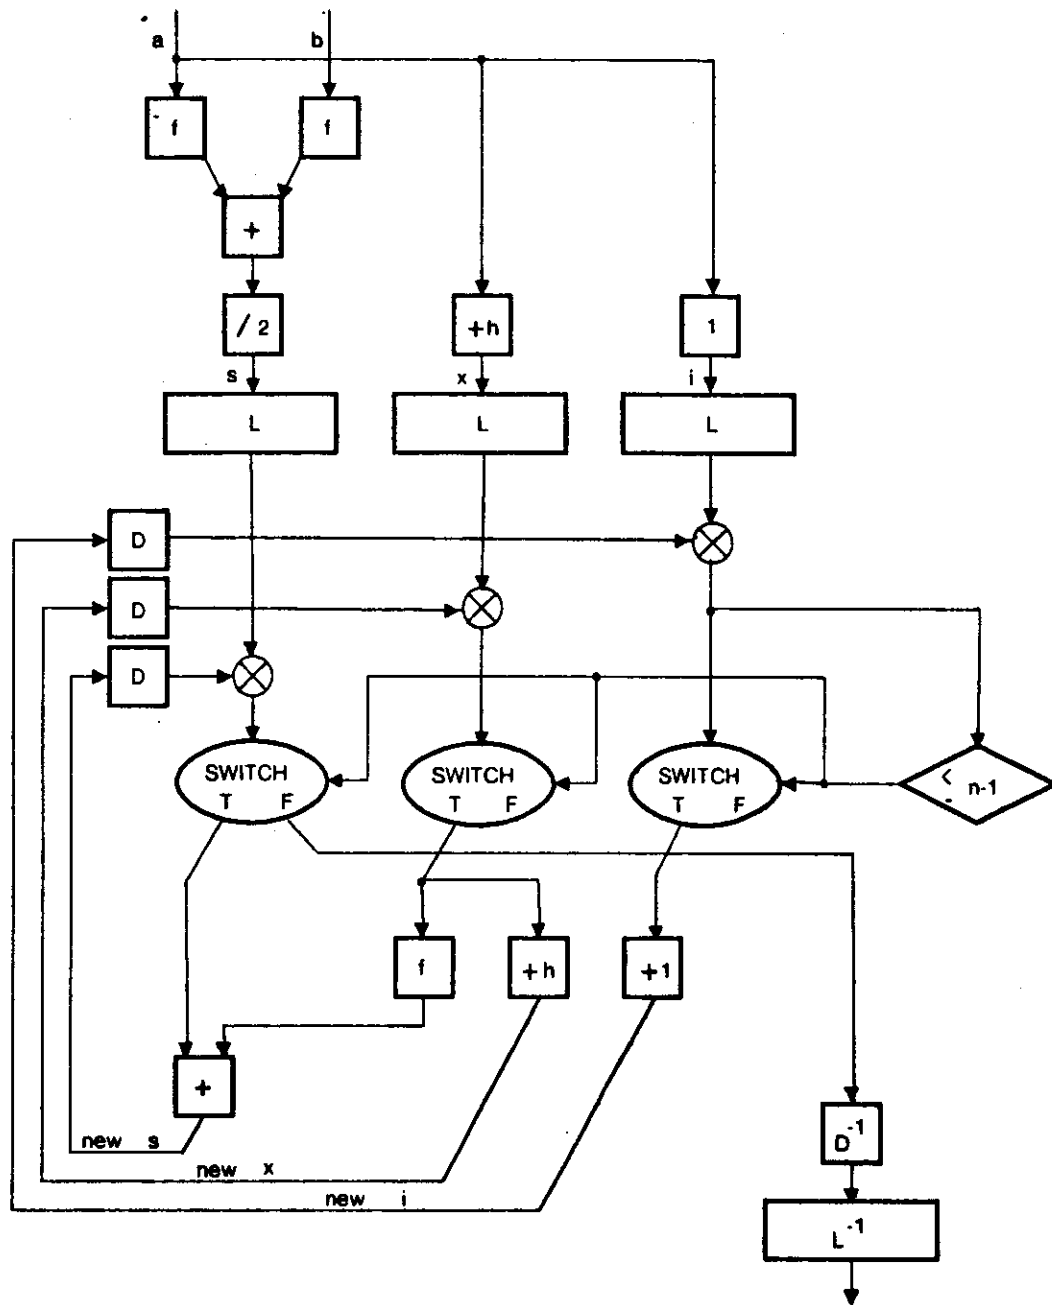 a
b
f
f
+
/ 2
+h
1
s
x
i
L
L
L
D
D
D
SWITCH
T F
SWITCH
T F
SWITCH
T F
≤ n-1
f
+h
+1
+
new s
new x
new i
D⁻¹
L⁻¹